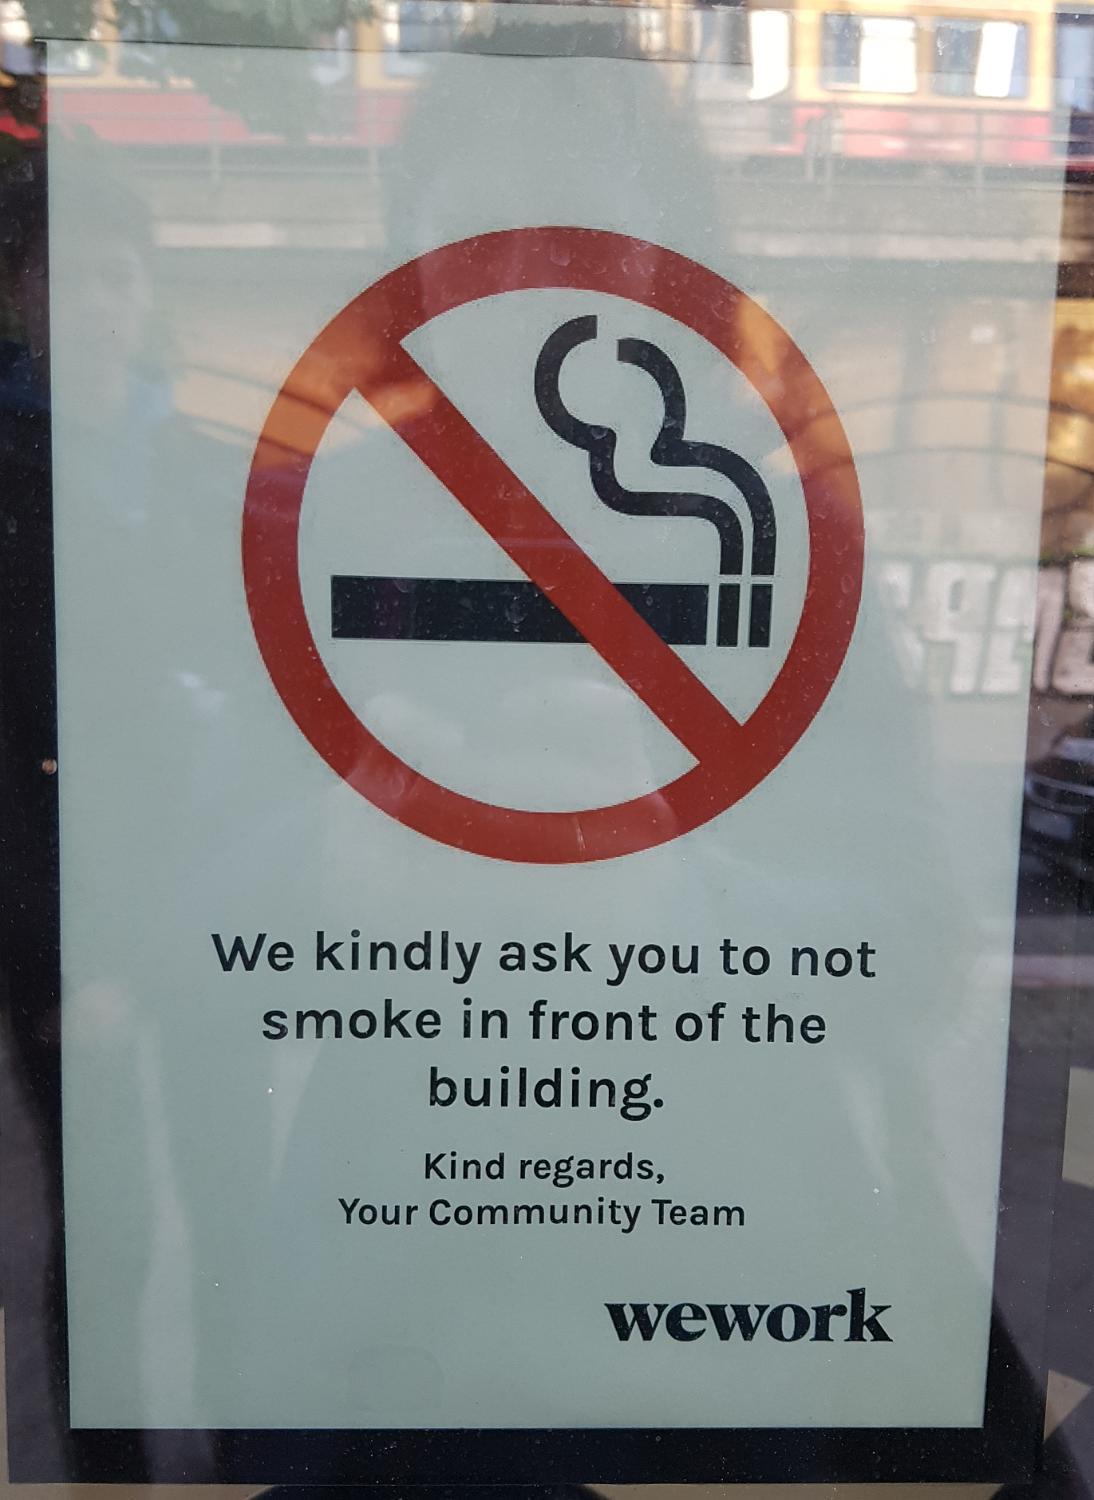 We kindly ask you to not
smoke in front of the
building.
Kind regards,
Your Community Team
wework